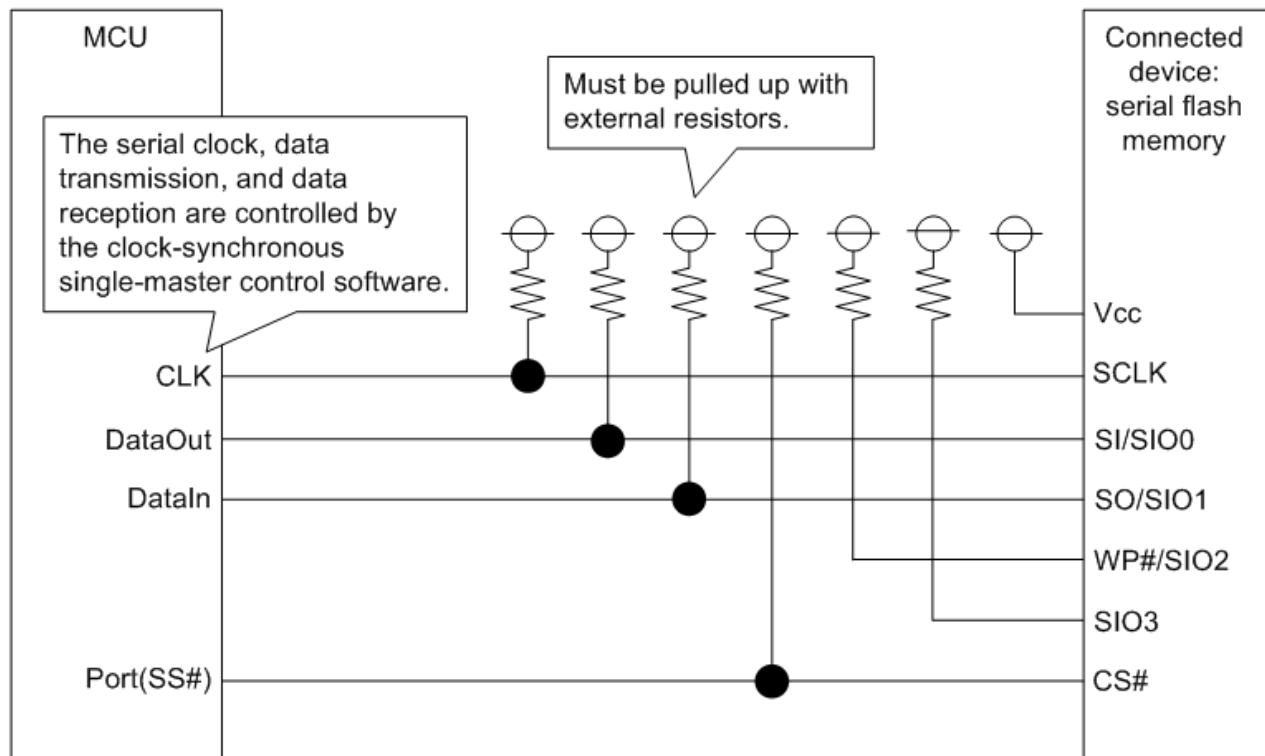 MCU
Connected
device:
serial flash
memory
Must be pulled up with
external resistors.
The serial clock, data
transmission, and data
reception are controlled by
the clock-synchronous
single-master control software.
Vcc
CLK
SCLK
DataOut
SI/SIO0
DataIn
SO/SIO1
WP#/SIO2
SIO3
Port(SS#)
CS#